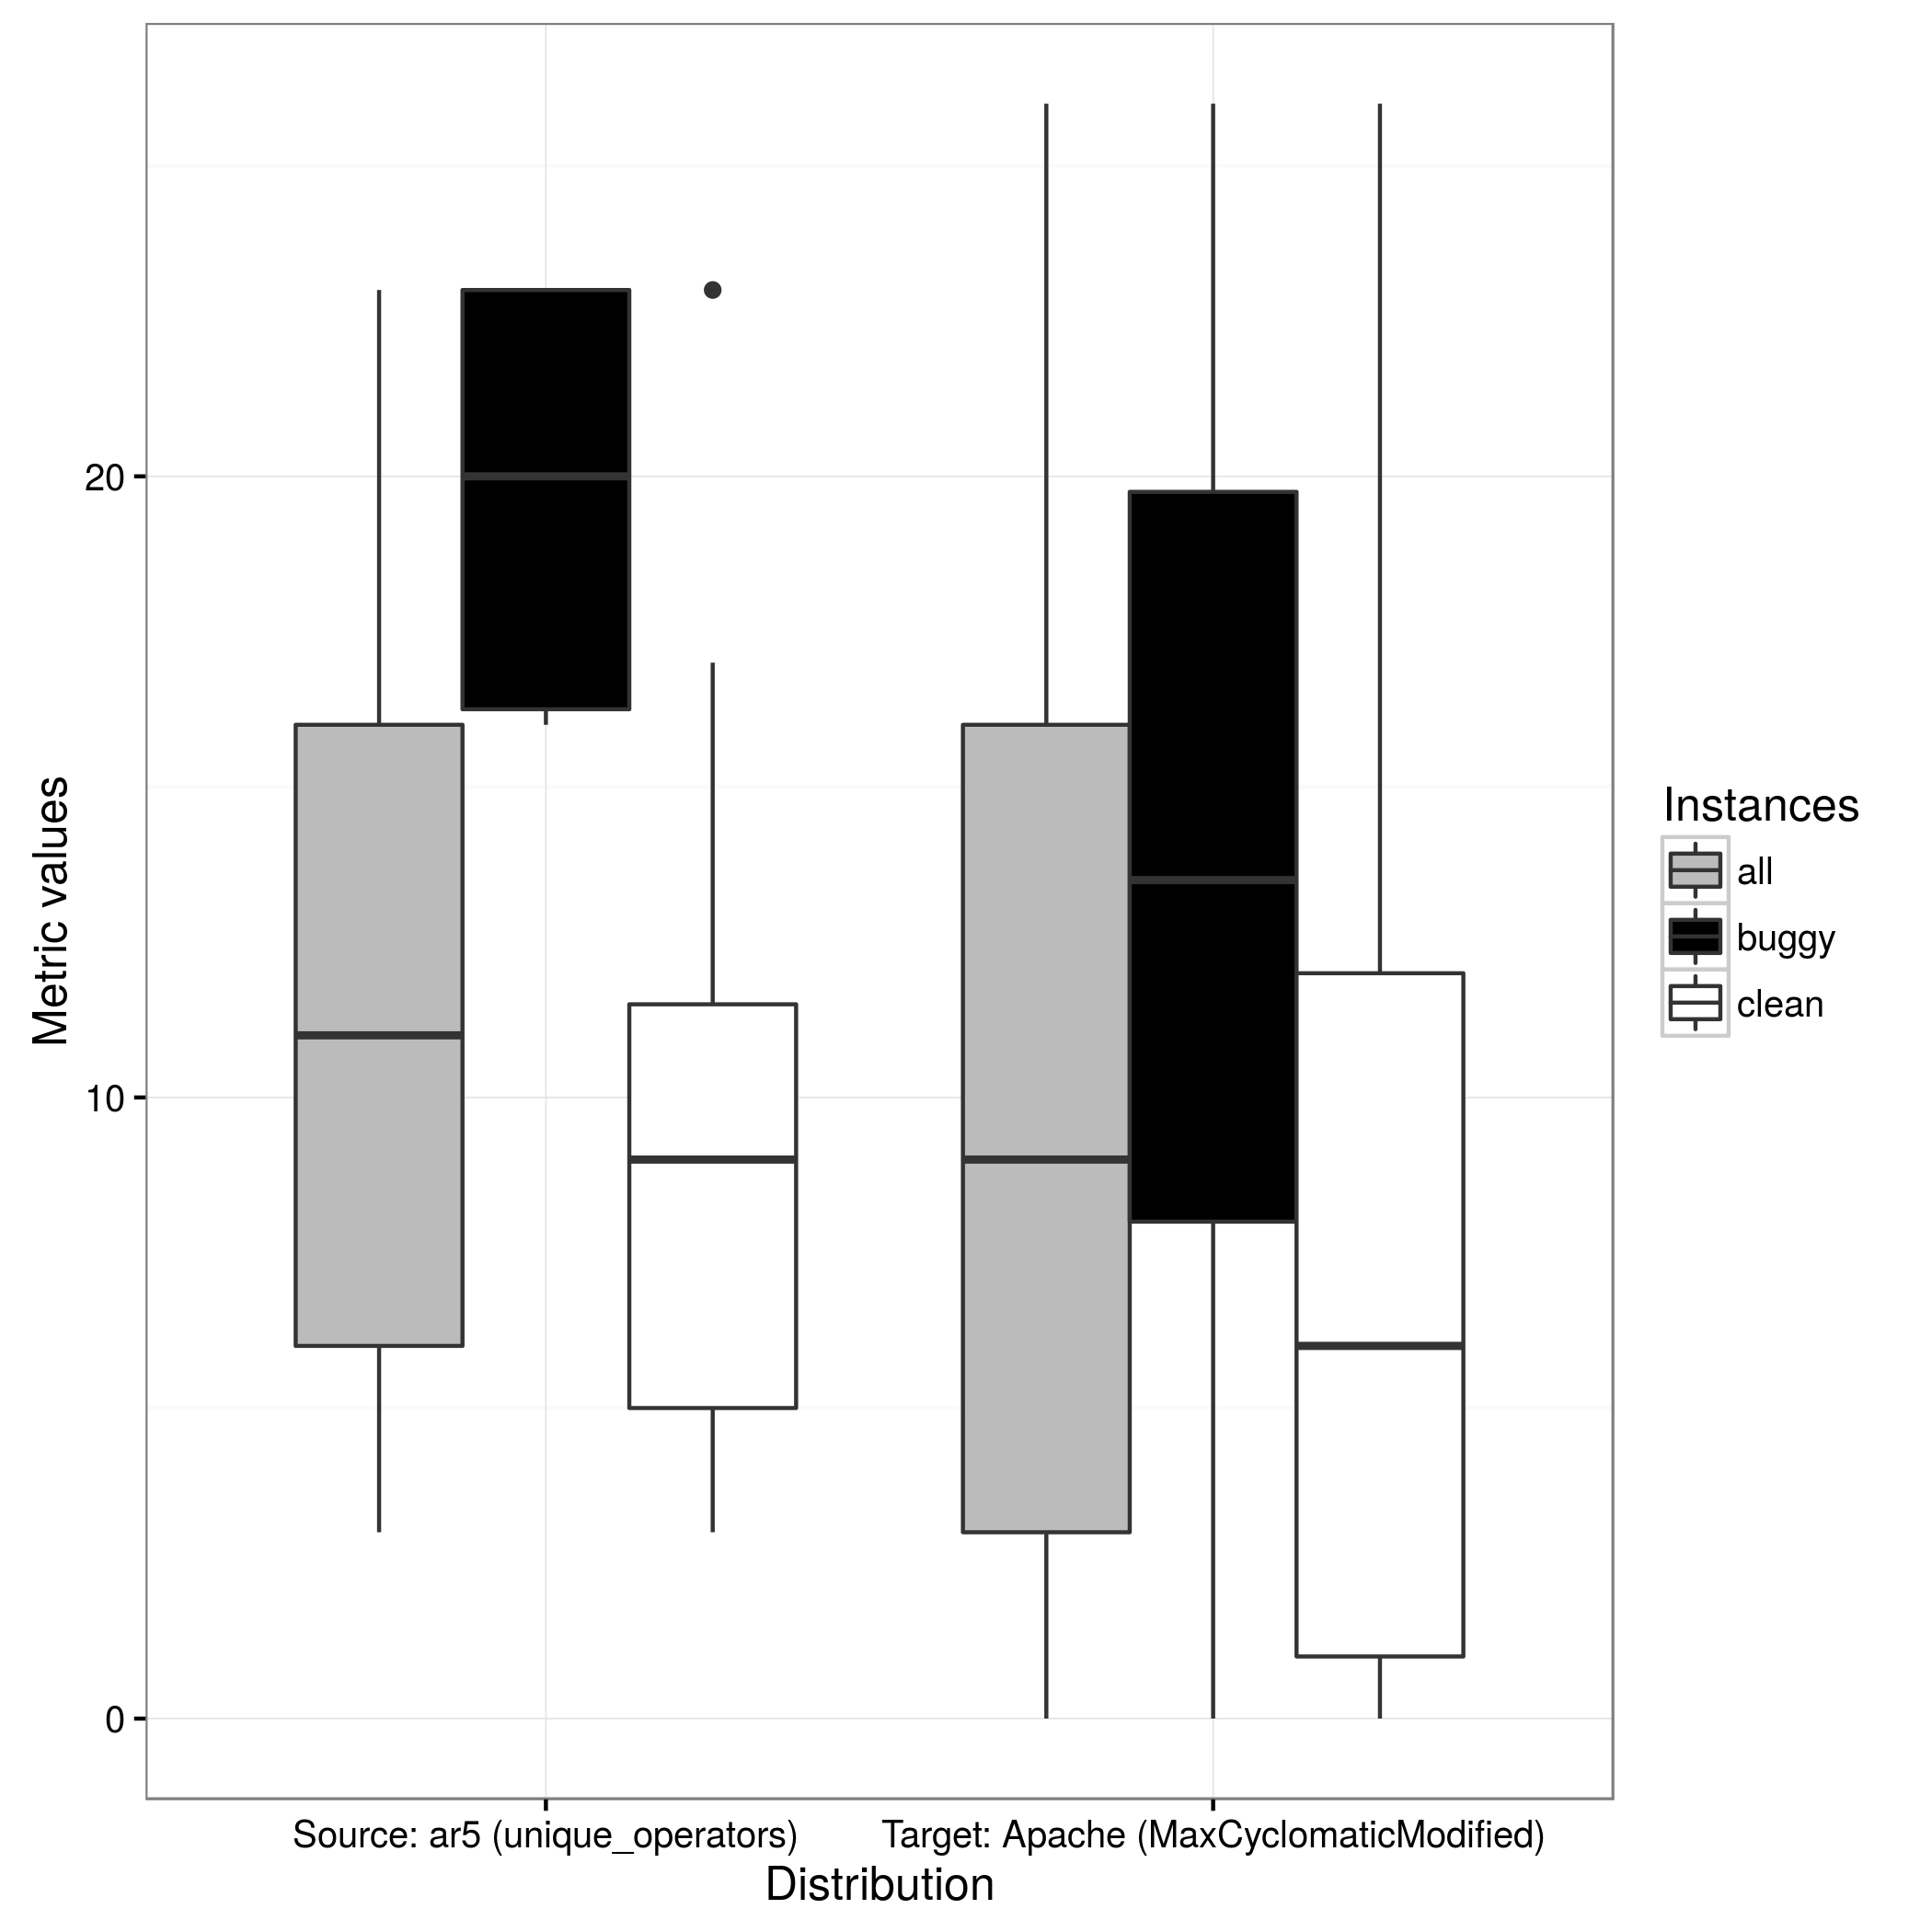 Metric values
20
10
0
Source: ar5 (unique_operators)
Target: Apache (MaxCyclomaticModified)
Distribution
Instances
all
buggy
clean